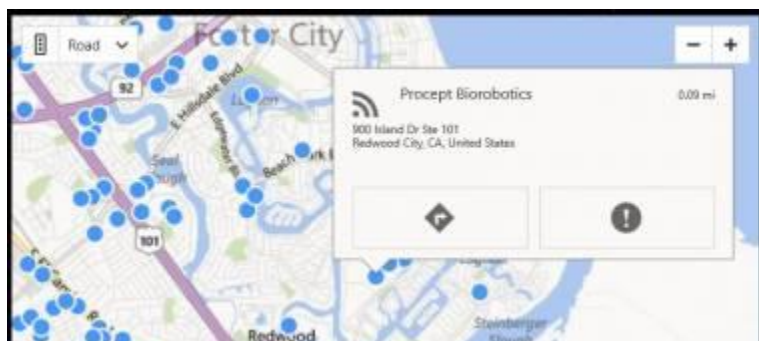 Foster City
Road
92
E Hillsdale Blvd
Edgewater Bl
Beach Park
Seal
Slough
101
Procept Biorobotics
0.09 mi
900 Island Dr Ste 101
Redwood City, CA, United States
Redwood
Steinberger
Slough